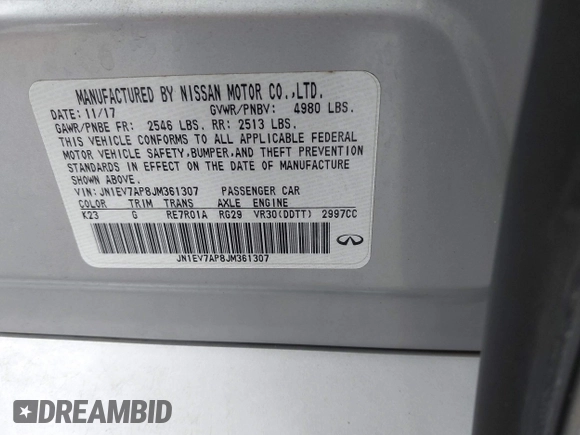 MANUFACTURED BY NISSAN MOTOR CO.,LTD.
DATE: 11/17 GVWR/PNBV: 4980 LBS.
GAWR/PNBE FR: 2546 LBS. RR: 2513 LBS.
THIS VEHICLE CONFORMS TO ALL APPLICABLE FEDERAL
MOTOR VEHICLE SAFETY,BUMPER,AND THEFT PREVENTION
STANDARDS IN EFFECT ON THE DATE OF MANUFACTURE
SHOWN ABOVE.
VIN: JN1EV7AP8JM361307 PASSENGER CAR
COLOR TRIM TRANS AXLE ENGINE
K23 G RE7R01A RG29 VR30(DDTT) 2997CC
JN1EV7AP8JM361307
INFINITI
DREAMBID